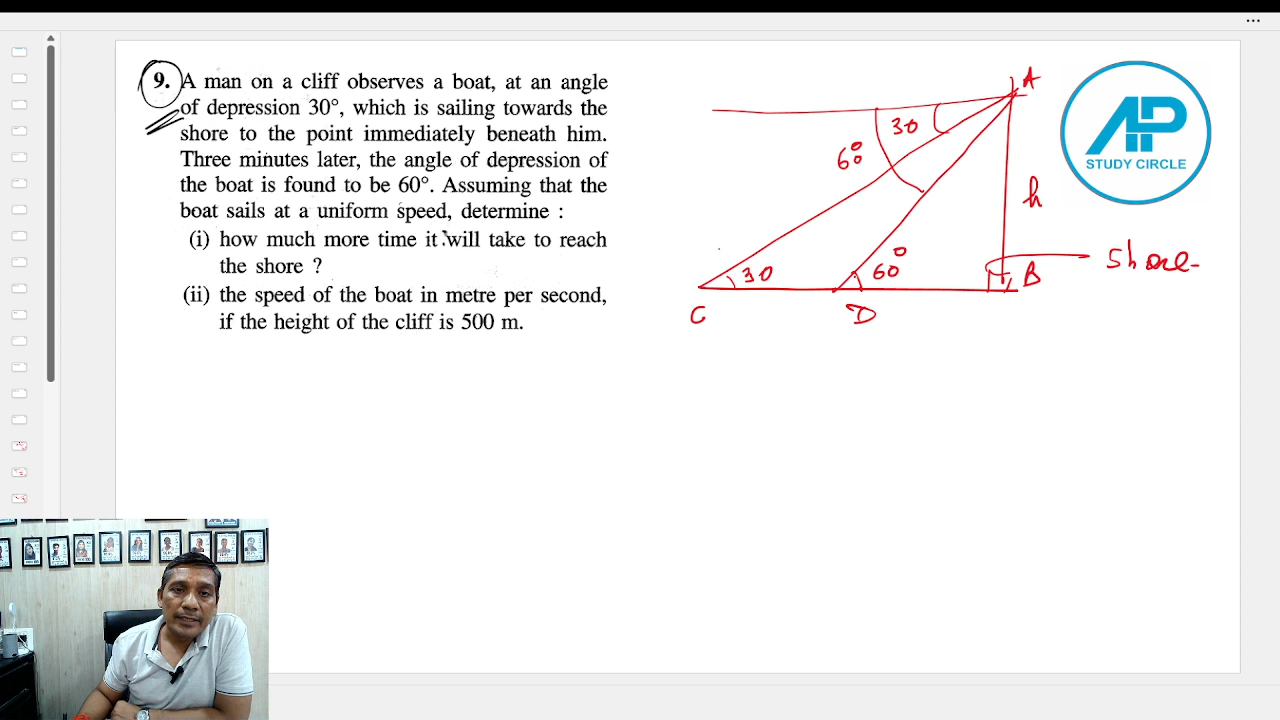 9. A man on a cliff observes a boat, at an angle
of depression 30°, which is sailing towards the
shore to the point immediately beneath him.
Three minutes later, the angle of depression of
the boat is found to be 60°. Assuming that the
boat sails at a uniform speed, determine :
(i) how much more time it will take to reach
the shore ?
(ii) the speed of the boat in metre per second,
if the height of the cliff is 500 m.
A
30
60°
h
30
60°
B
Shore
C
D
AP
STUDY CIRCLE